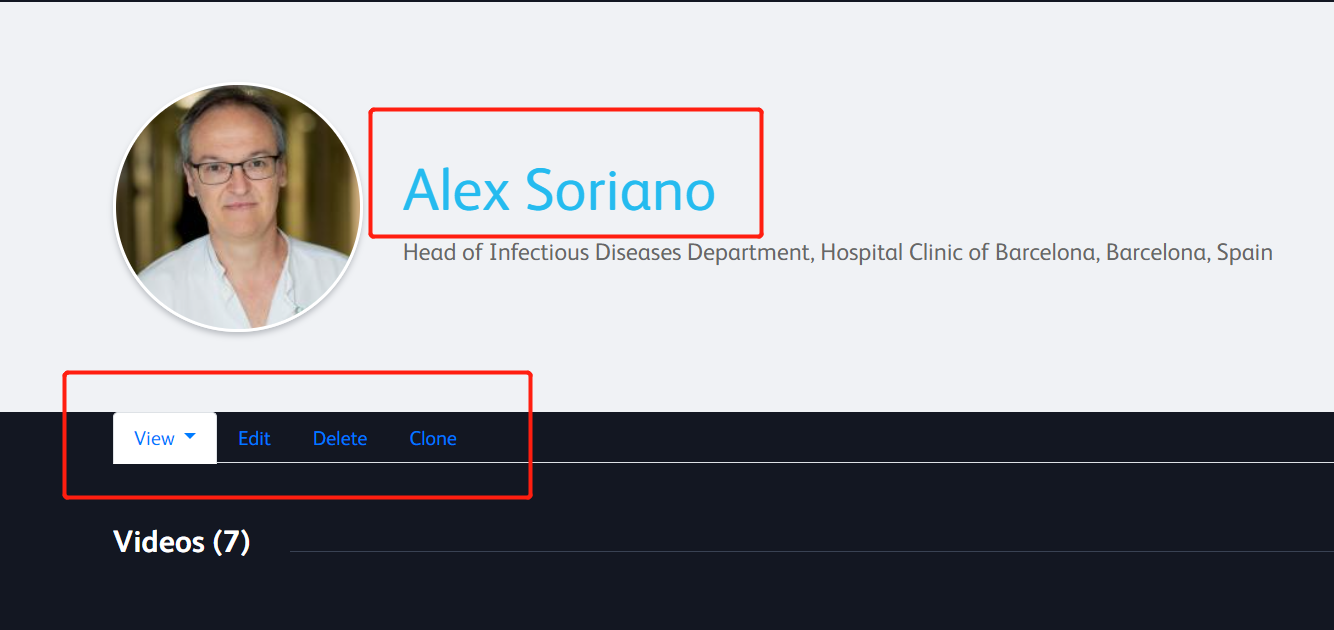 Alex Soriano
Head of Infectious Diseases Department, Hospital Clinic of Barcelona, Barcelona, Spain
View Edit Delete Clone
Videos (7)